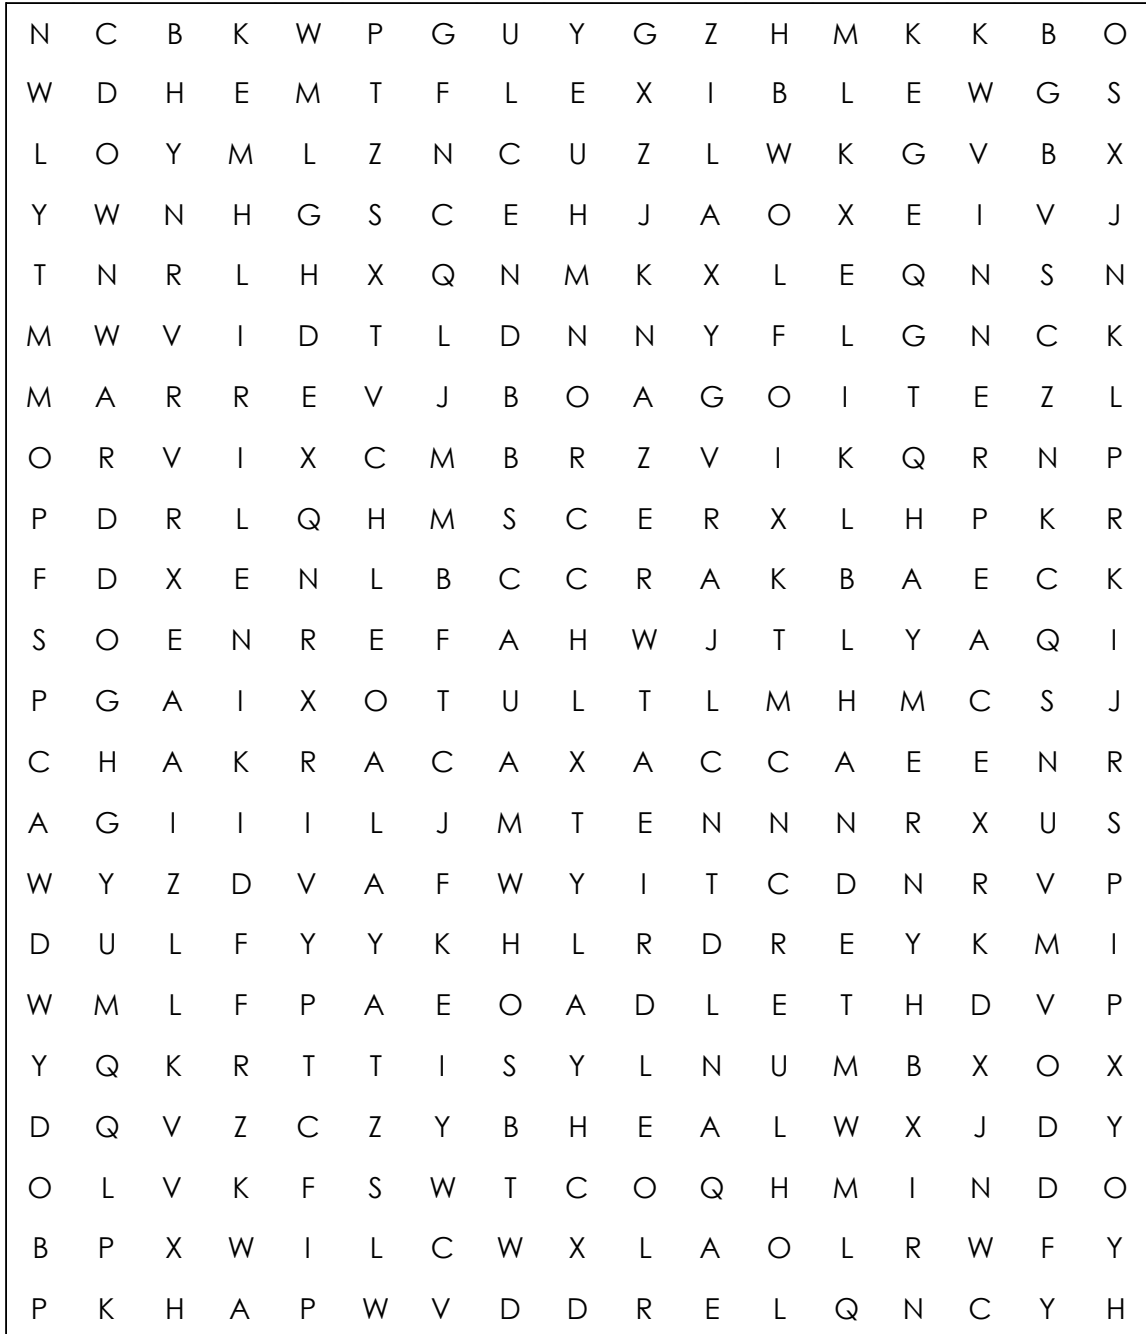 N C B K W P G U Y G Z H M K K B O
W D H E M T F L E X I B L E W G S
L O Y M L Z N C U Z L W K G V B X
Y W N H G S C E H J A O X E I V J
T N R L H X Q N M K X L E Q N S N
M W V I D T L D N N Y F L G N C K
M A R R E V J B O A G O I T E Z L
O R V I X C M B R Z V I K Q R N P
P D R L Q H M S C E R X L H P K R
F D X E N L B C C R A K B A E C K
S O E N R E F A H W J T L Y A Q I
P G A I X O T U L T L M H M C S J
C H A K R A C A X A C C A E E N R
A G I I I L J M T E N N N R X U S
W Y Z D V A F W Y I T C D N R V P
D U L F Y Y K H L R D R E Y K M I
W M L F P A E O A D L E T H D V P
Y Q K R T T I S Y L N U M B X O X
D Q V Z C Z Y B H E A L W X J D Y
O L V K F S W T C O Q H M I N D O
B P X W I L C W X L A O L R W F Y
P K H A P W V D D R E L Q N C Y H